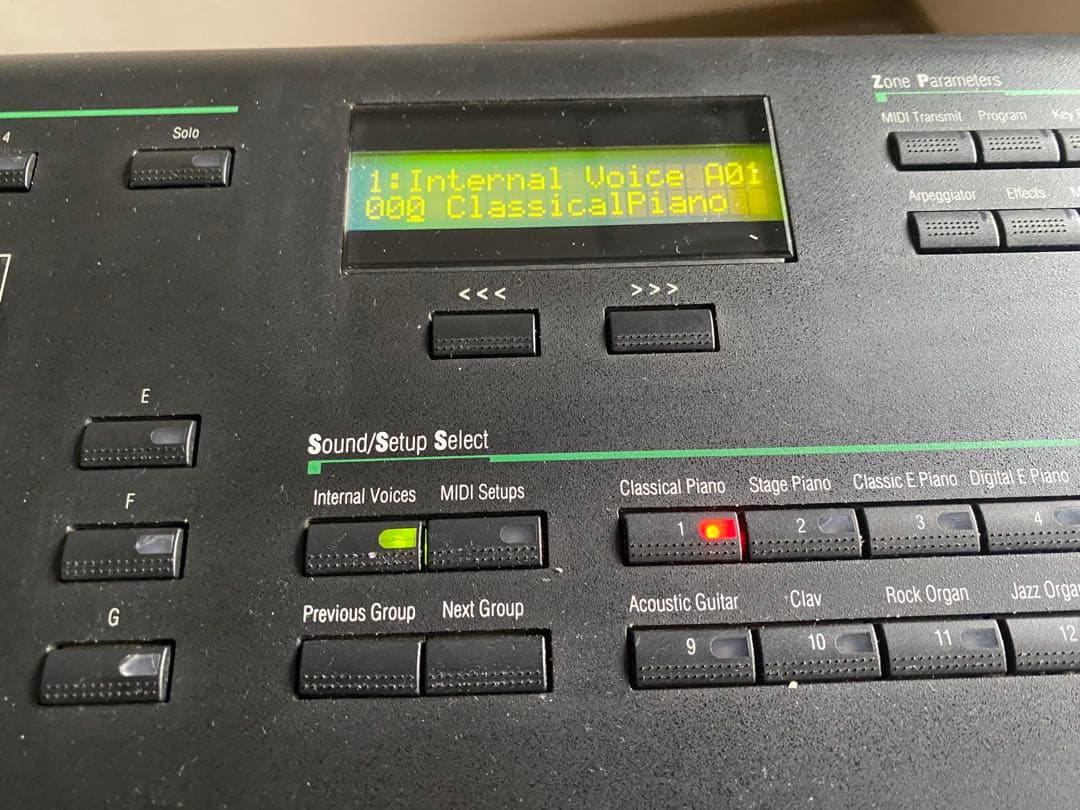 Zone Parameters
MIDI Transmit Program Key
4 Solo
Arpeggiator Effects
1:Internal Voice A01
000 ClassicalPiano
<<< >>>
E
Sound/Setup Select
Internal Voices MIDI Setups
Classical Piano Stage Piano Classic E Piano Digital E Piano
1 2 3 4
F
Previous Group Next Group
Acoustic Guitar Clav Rock Organ Jazz
9 10 11 12
G